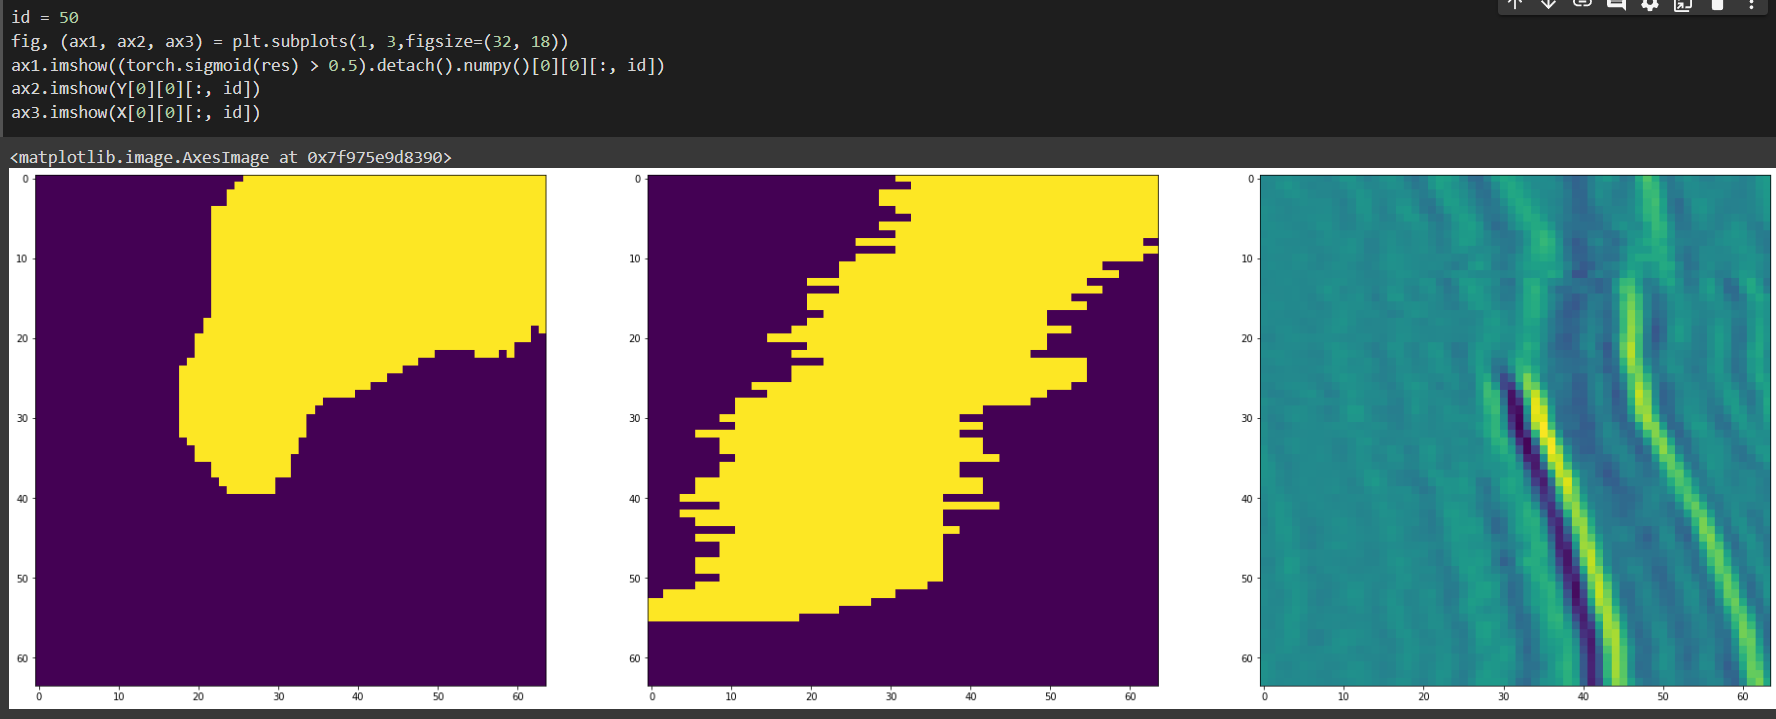 id = 50
fig, (ax1, ax2, ax3) = plt.subplots(1, 3,figsize=(32, 18))
ax1.imshow((torch.sigmoid(res) > 0.5).detach().numpy()[0][0][:, id])
ax2.imshow(Y[0][0][:, id])
ax3.imshow(X[0][0][:, id])
<matplotlib.image.AxesImage at 0x7f975e9d8390>
0
10
20
30
40
50
60
0 10 20 30 40 50 60
0
10
20
30
40
50
60
0 10 20 30 40 50 60
0
10
20
30
40
50
60
0 10 20 30 40 50 60